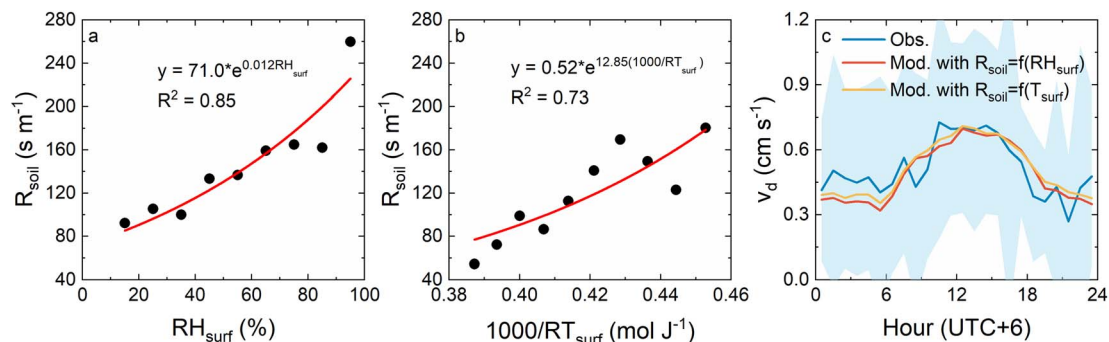 a
y = 71.0*e^0.012RH_surf
R² = 0.85
R_soil (s m⁻¹)
280
240
200
160
120
80
40
0 20 40 60 80 100
RH_surf (%)
b
y = 0.52*e^12.85(1000/RT_surf)
R² = 0.73
R_soil (s m⁻¹)
280
240
200
160
120
80
40
0.38 0.40 0.42 0.44 0.46
1000/RT_surf (mol J⁻¹)
c
Obs.
Mod. with R_soil=f(RH_surf)
Mod. with R_soil=f(T_surf)
v_d (cm s⁻¹)
1.2
0.9
0.6
0.3
0.0
0 6 12 18 24
Hour (UTC+6)